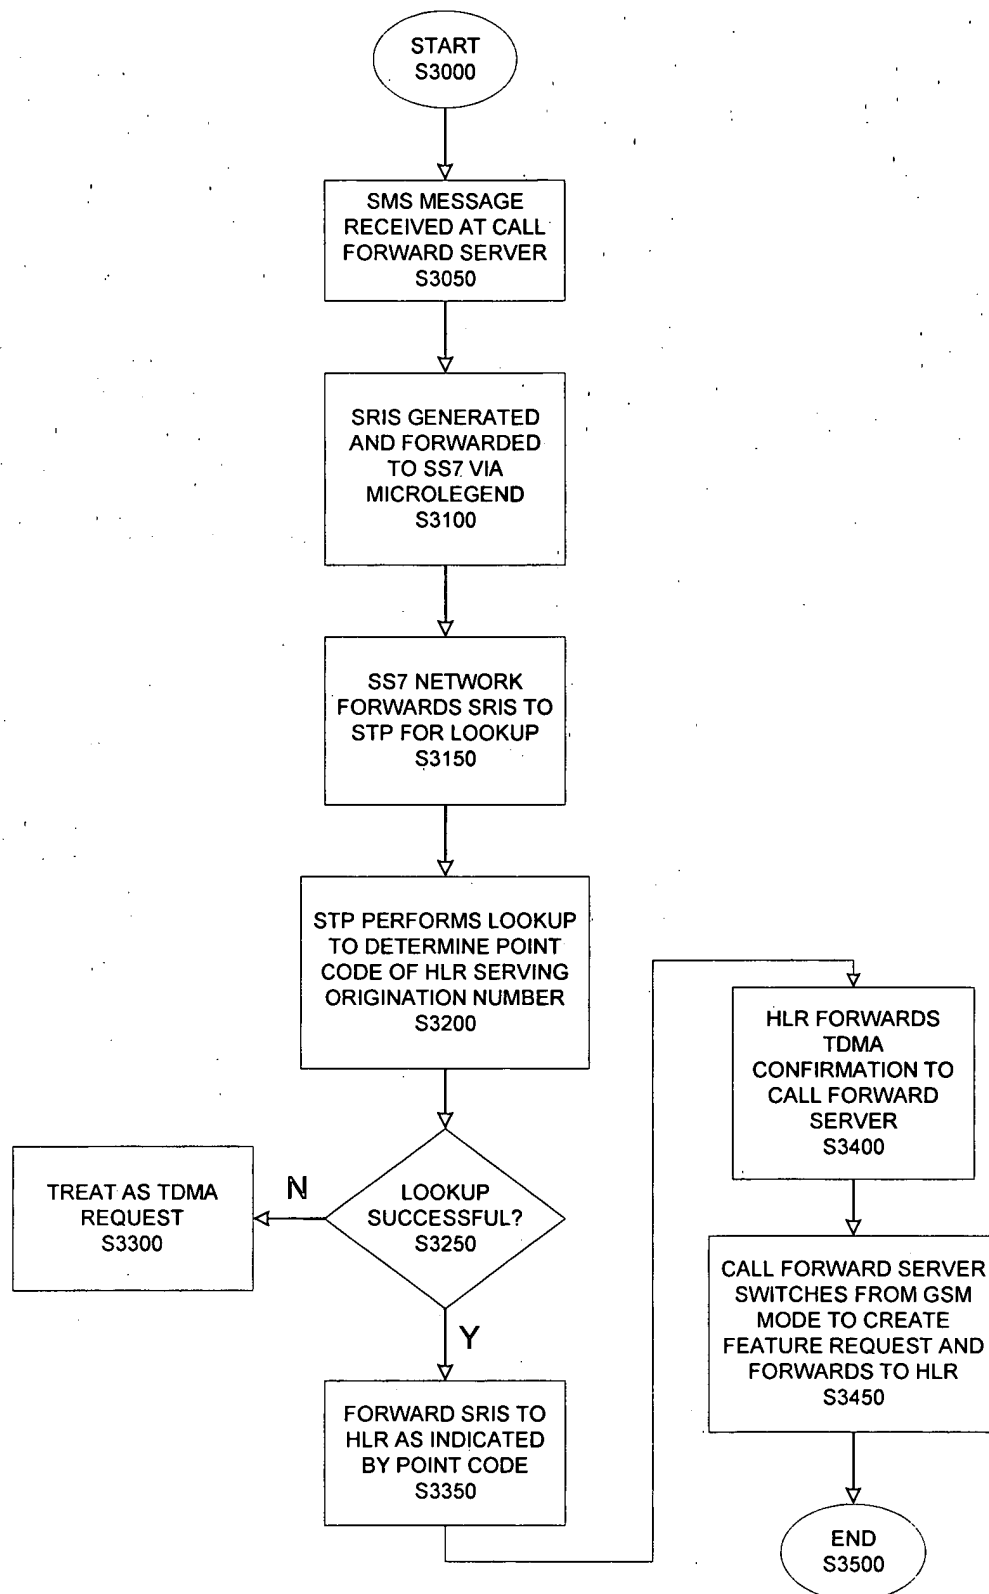 START
S3000
SMS MESSAGE
RECEIVED AT CALL
FORWARD SERVER
S3050
SRIS GENERATED
AND FORWARDED
TO SS7 VIA
MICROLEGEND
S3100
SS7 NETWORK
FORWARDS SRIS TO
STP FOR LOOKUP
S3150
STP PERFORMS LOOKUP
TO DETERMINE POINT
CODE OF HLR SERVING
ORIGINATION NUMBER
S3200
LOOKUP
SUCCESSFUL?
S3250
N
TREAT AS TDMA
REQUEST
S3300
Y
FORWARD SRIS TO
HLR AS INDICATED
BY POINT CODE
S3350
HLR FORWARDS
TDMA
CONFIRMATION TO
CALL FORWARD
SERVER
S3400
CALL FORWARD SERVER
SWITCHES FROM GSM
MODE TO CREATE
FEATURE REQUEST AND
FORWARDS TO HLR
S3450
END
S3500